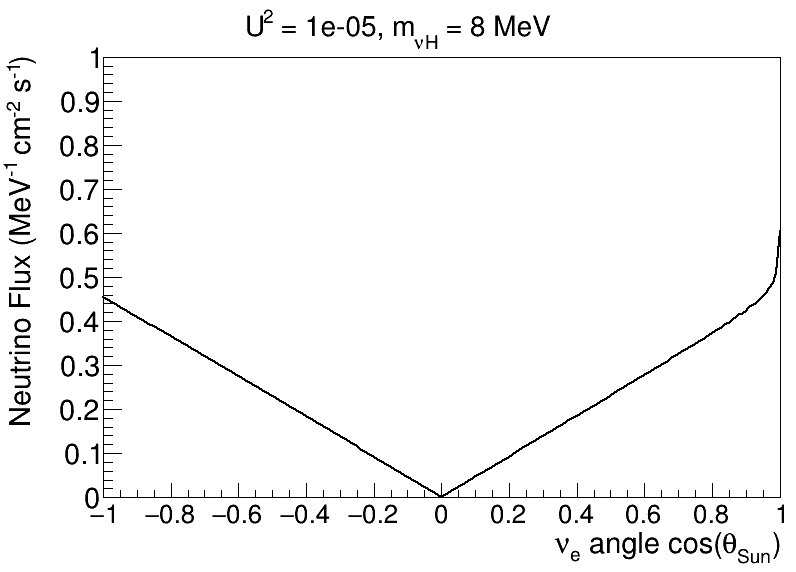 U² = 1e-05, m_νH = 8 MeV
Neutrino Flux (MeV⁻¹ cm⁻² s⁻¹)
1
0.9
0.8
0.7
0.6
0.5
0.4
0.3
0.2
0.1
0
−1 −0.8 −0.6 −0.4 −0.2 0 0.2 0.4 0.6 0.8 1
ν_e angle cos(θ_Sun)